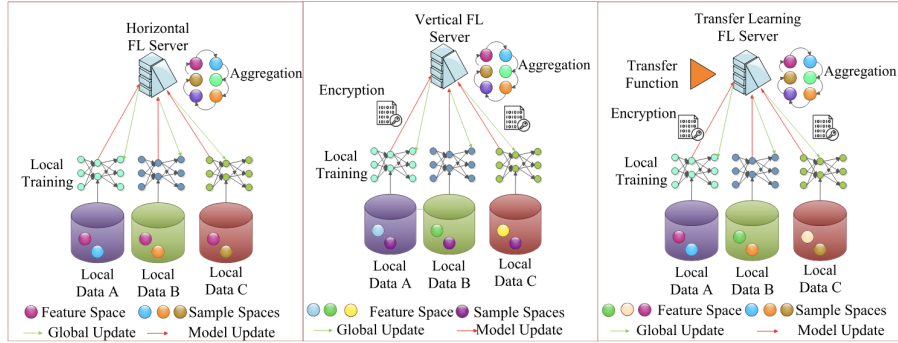 Horizontal
FL Server
Aggregation
Local
Training
Local
Data A
Local
Data B
Local
Data C
Feature Space
Sample Spaces
Global Update
Model Update
Vertical FL
Server
Aggregation
Encryption
Local
Training
Local
Data A
Local
Data B
Local
Data C
Feature Space
Sample Spaces
Global Update
Model Update
Transfer Learning
FL Server
Transfer
Function
Aggregation
Encryption
Local
Training
Local
Data A
Local
Data B
Local
Data C
Feature Space
Sample Spaces
Global Update
Model Update